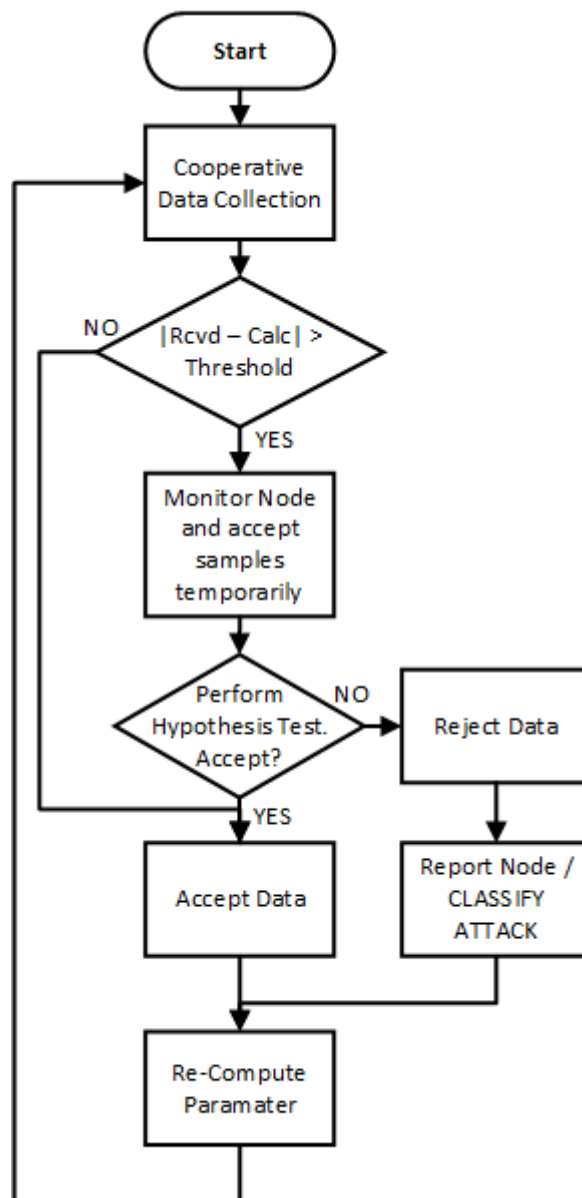 Start
Cooperative
Data Collection
NO
|Rcvd – Calc| >
Threshold
YES
Monitor Node
and accept
samples
temporarily
Perform
Hypothesis Test.
Accept?
NO
Reject Data
YES
Accept Data
Report Node /
CLASSIFY
ATTACK
Re-Compute
Paramater